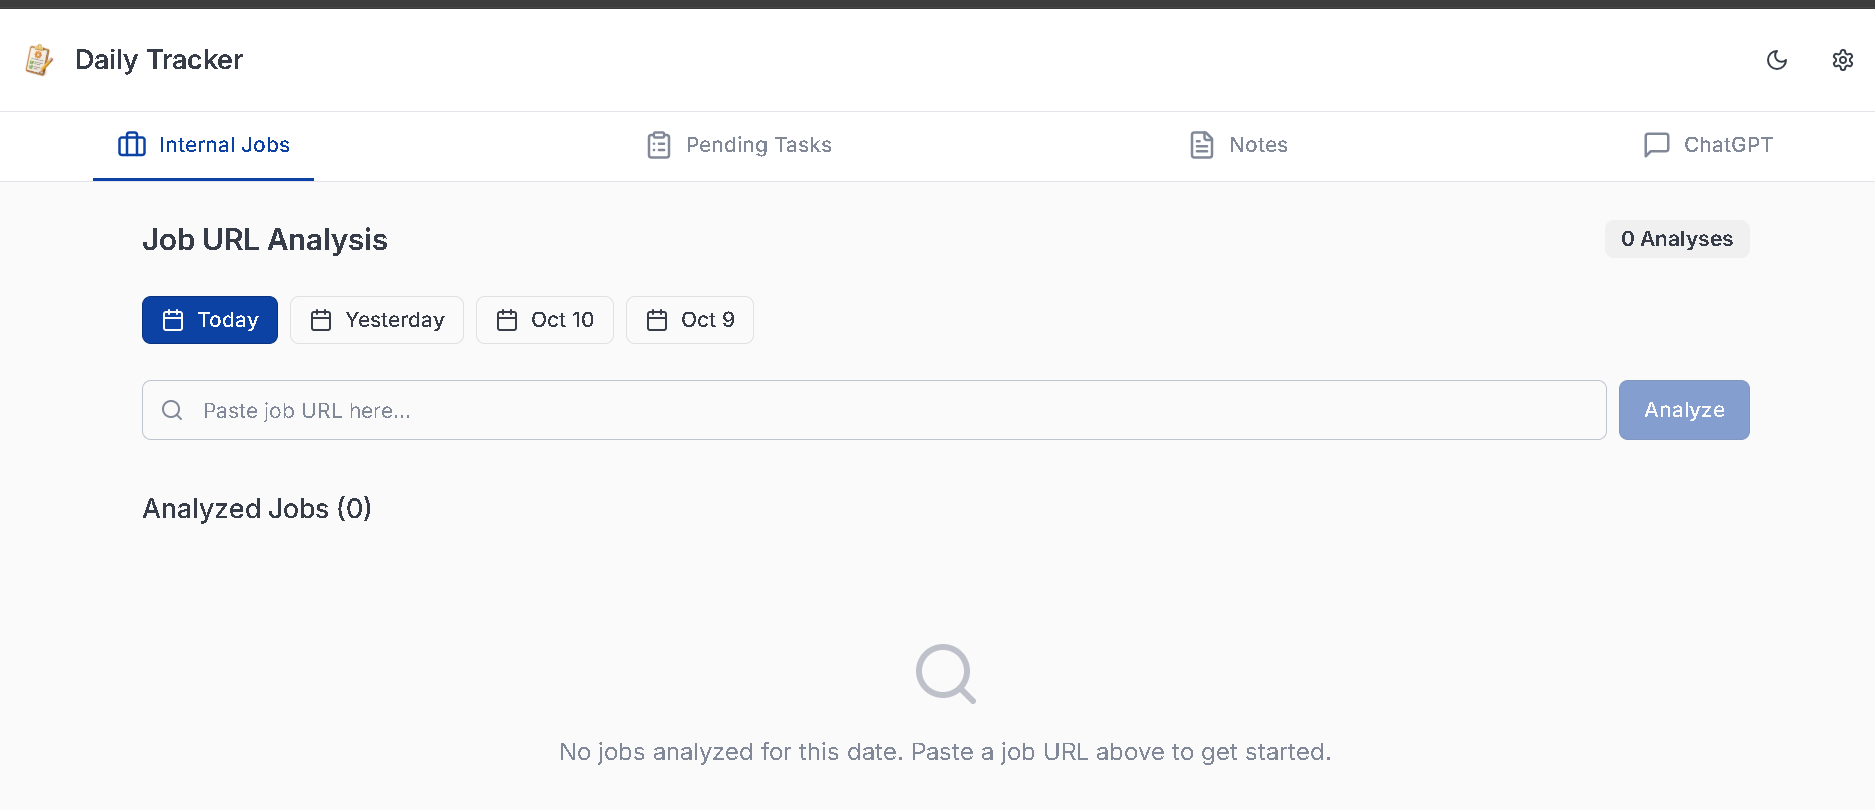 Daily Tracker
Internal Jobs
Pending Tasks
Notes
ChatGPT
Job URL Analysis
0 Analyses
Today
Yesterday
Oct 10
Oct 9
Paste job URL here...
Analyze
Analyzed Jobs (0)
No jobs analyzed for this date. Paste a job URL above to get started.